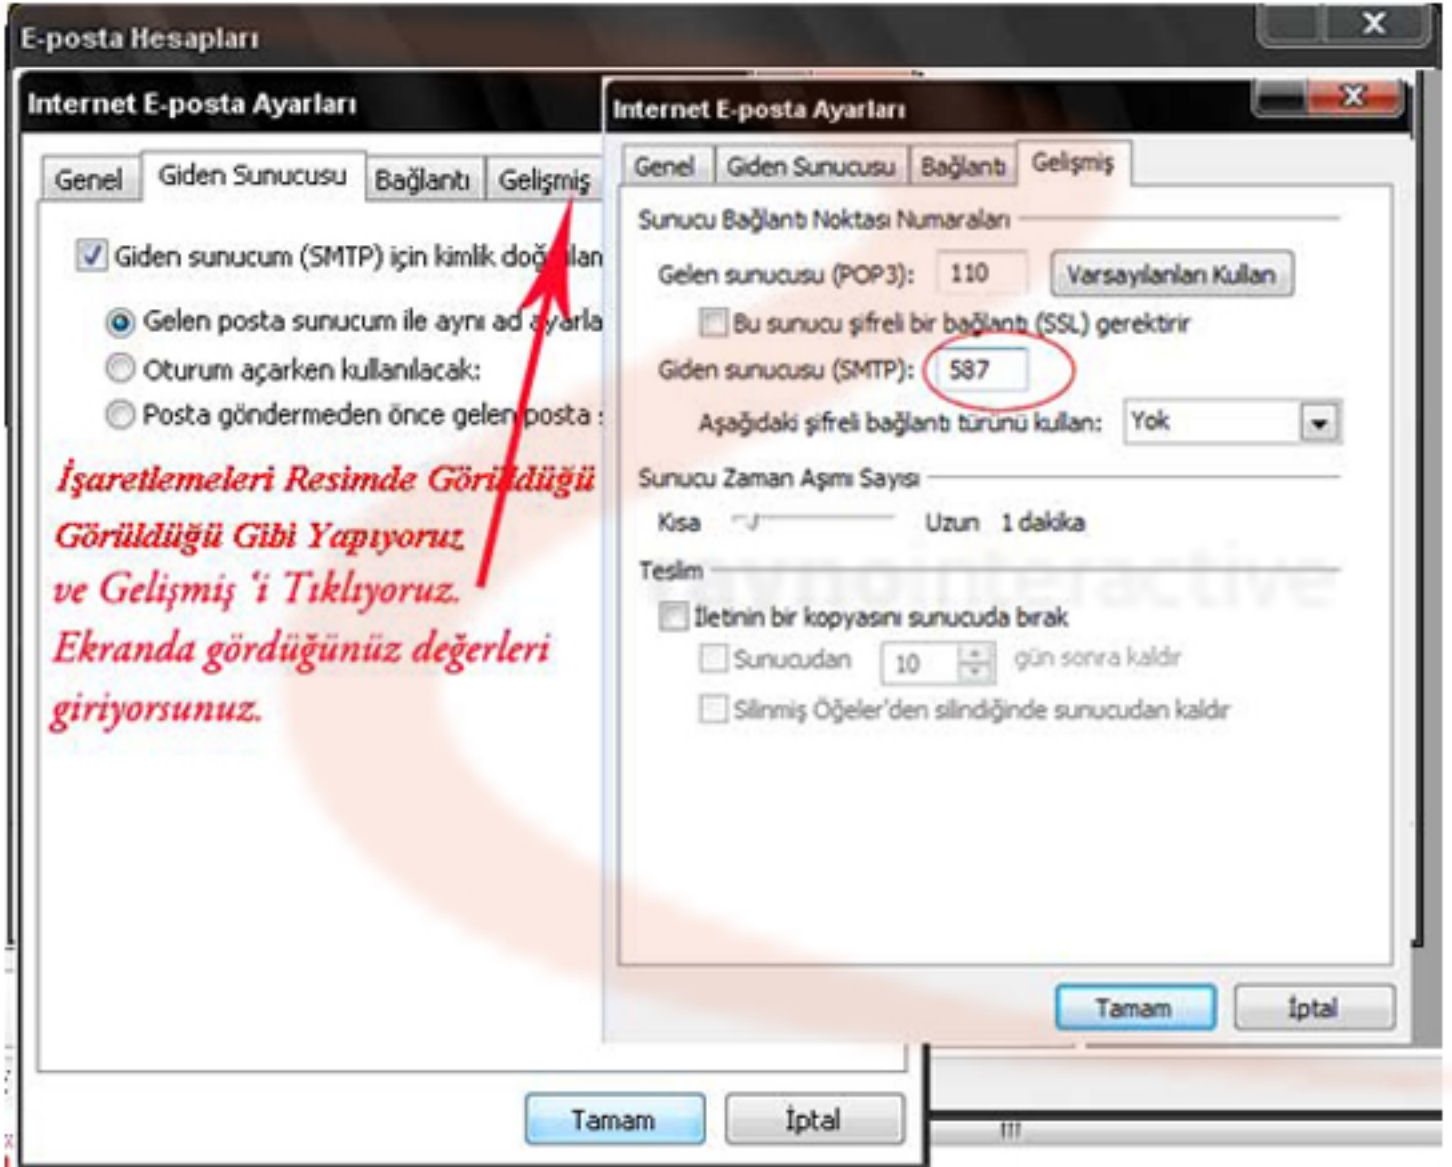 E-posta Hesapları
Internet E-posta Ayarları
Genel Giden Sunucusu Bağlantı Gelişmiş
Giden sunucum (SMTP) için kimlik
Gelen posta sunucum ile aynı ad ayarla
Oturum açarken kullanılacak:
Posta göndermeden önce gelen posta
İşaretlemeleri Resimde Görüldüğü
Görüldüğü Gibi Yapıyoruz
ve Gelişmiş ‘i Tıklıyoruz.
Ekranda gördüğünüz değerleri
giriyorsunuz.
Tamam İptal
Internet E-posta Ayarları
Genel Giden Sunucusu Bağlantı Gelişmiş
Sunucu Bağlantı Noktası Numaraları
Gelen sunucusu (POP3): 110 Varsayılanları Kullan
Bu sunucu şifreli bir bağlantı (SSL) gerektirir
Giden sunucusu (SMTP): 587
Aşağıdaki şifreli bağlantı türünü kullan: Yok
Sunucu Zaman Aşımı Sayısı
Kısa Uzun 1 dakika
Teslim
İletinin bir kopyasını sunucuda bırak
Sunucudan 10 gün sonra kaldır
Silinmiş Öğeler'den silindiğinde sunucudan kaldır
Tamam İptal